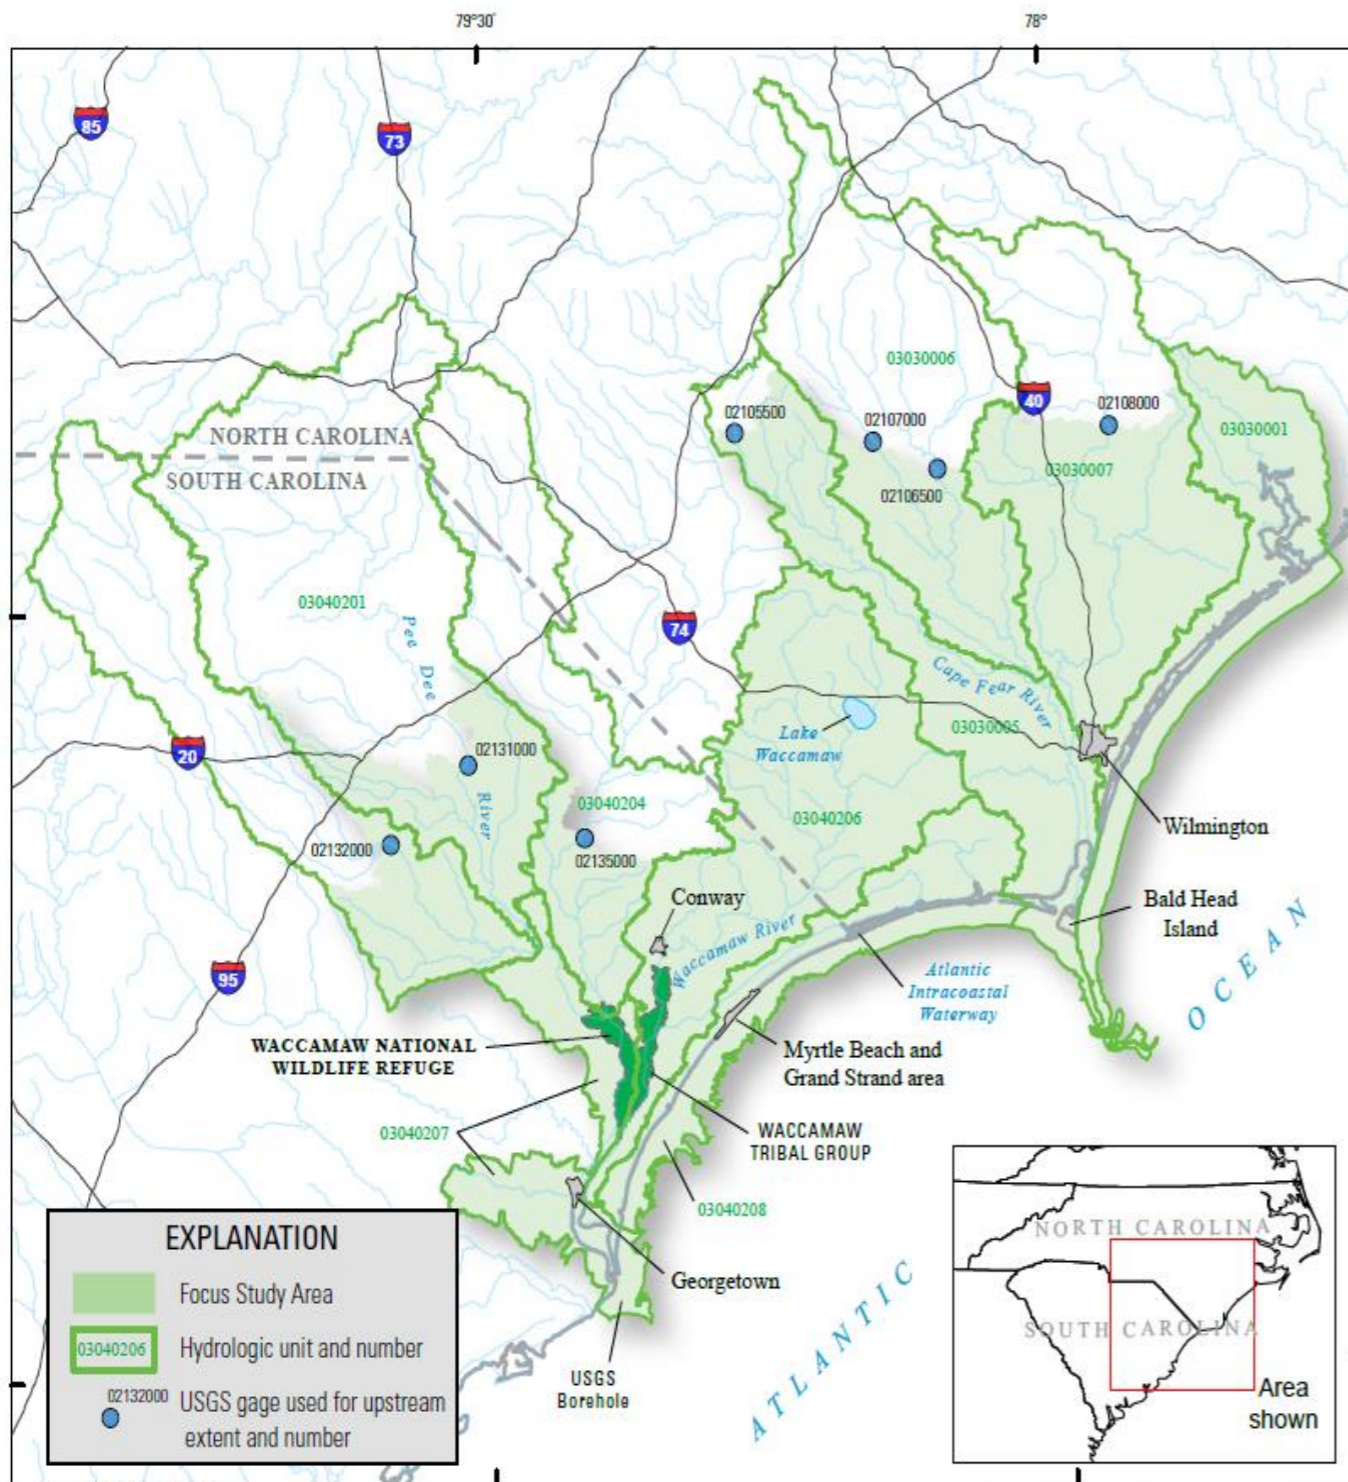 79°30'
78°
85
73
NORTH CAROLINA
SOUTH CAROLINA
02105500
02107000
02106500
03030006
40
02108000
03030001
03030007
03040201
Pee Dee
River
74
20
02131000
02132000
03040204
02135000
Cape Fear River
03030005
Lake
Waccamaw
03040206
Wilmington
Bald Head
Island
Conway
Waccamaw River
95
Atlantic
Intracoastal
Waterway
WACCAMAW NATIONAL
WILDLIFE REFUGE
Myrtle Beach and
Grand Strand area
03040207
WACCAMAW
TRIBAL GROUP
03040208
Georgetown
USGS
Borehole
ATLANTIC
OCEAN
EXPLANATION
Focus Study Area
03040206
Hydrologic unit and number
02132000
USGS gage used for upstream
extent and number
NORTH CAROLINA
SOUTH CAROLINA
Area
shown